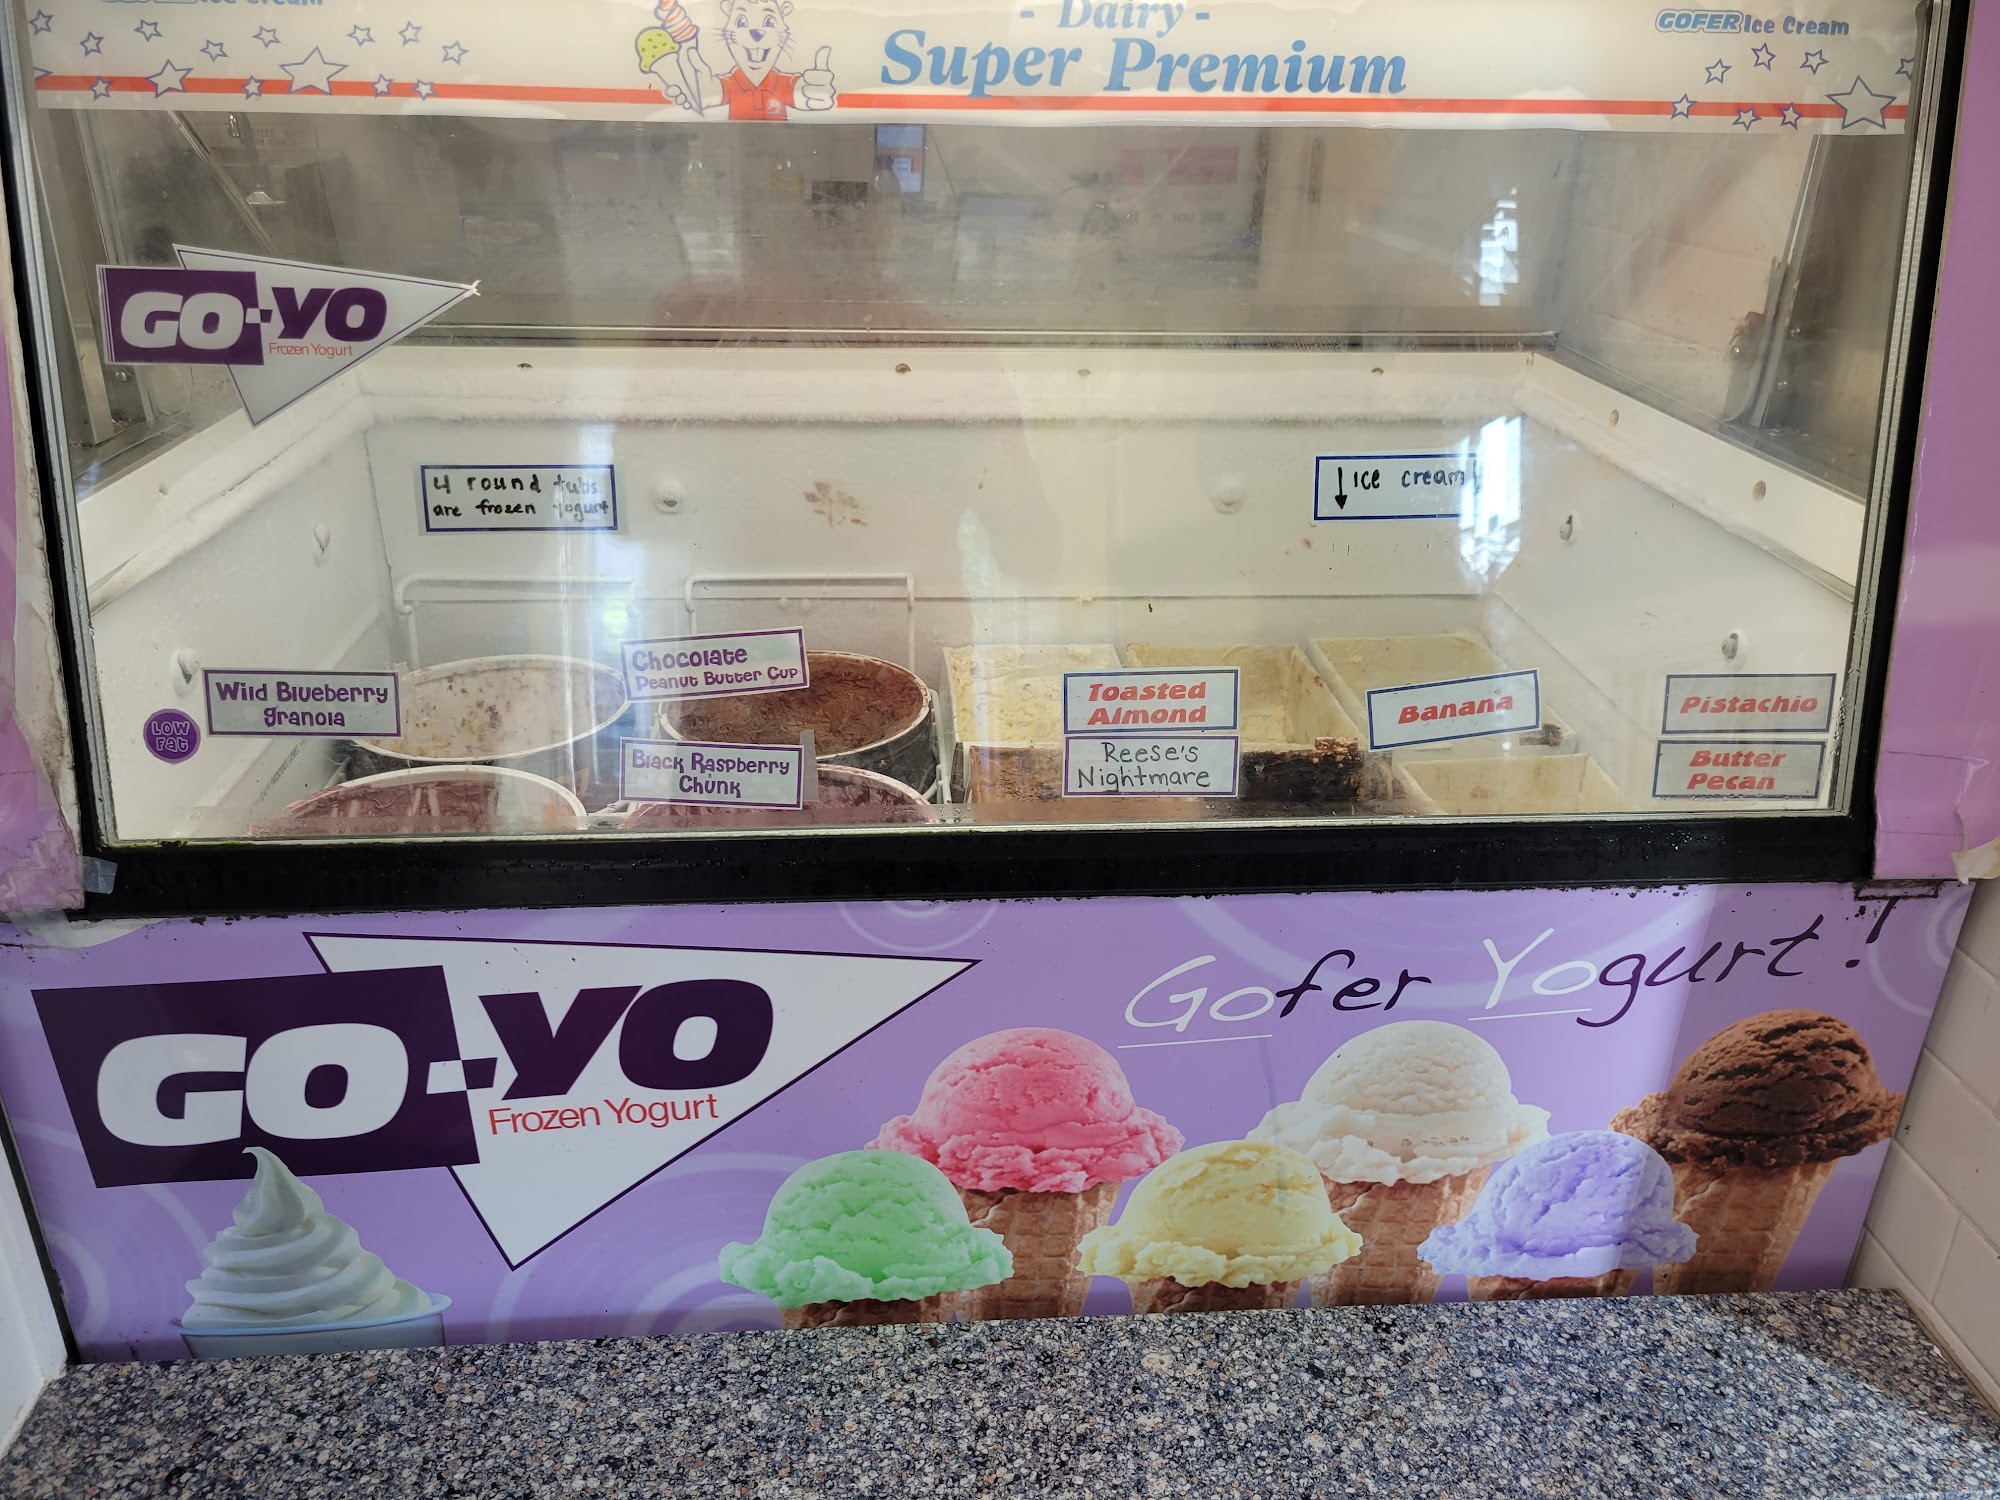 Ice Cream
- Dairy -
Super Premium
GOFER Ice Cream
GO-YO
Frozen Yogurt
4 round tubs
are frozen yogurt
↓ Ice cream
Wild Blueberry
granola
LOW
Fat
Chocolate
Peanut Butter Cup
Black Raspberry
Chunk
Toasted
Almond
Reese's
Nightmare
Banana
Pistachio
Butter
Pecan
GO-YO
Frozen Yogurt
Gofer Yogurt!